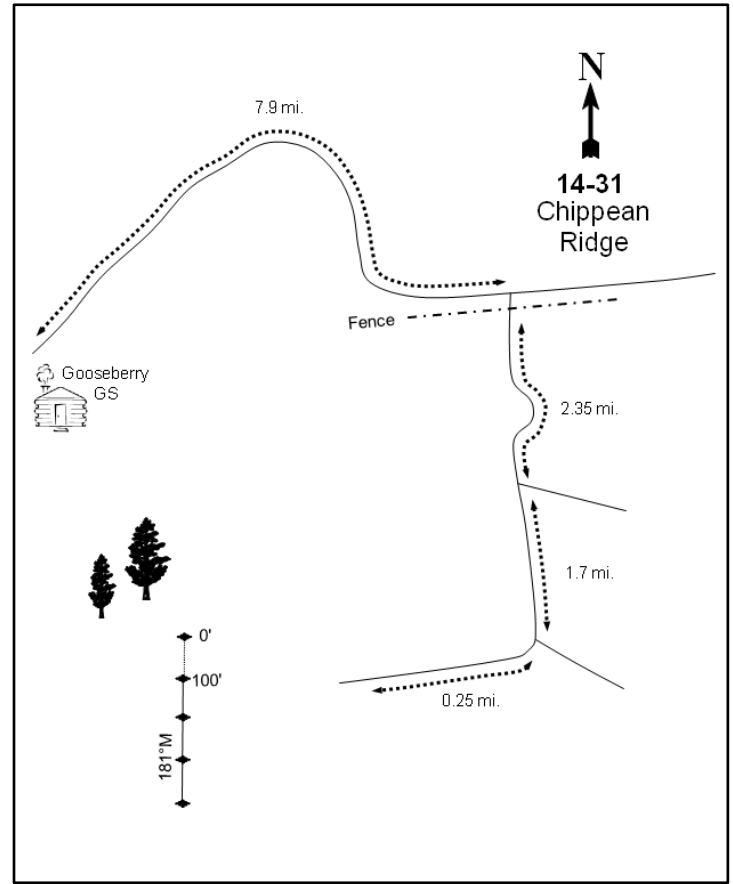 7.9 mi.
N
14-31
Chippean
Ridge
Fence
Gooseberry
GS
2.35 mi.
1.7 mi.
0'
100'
181°M
0.25 mi.